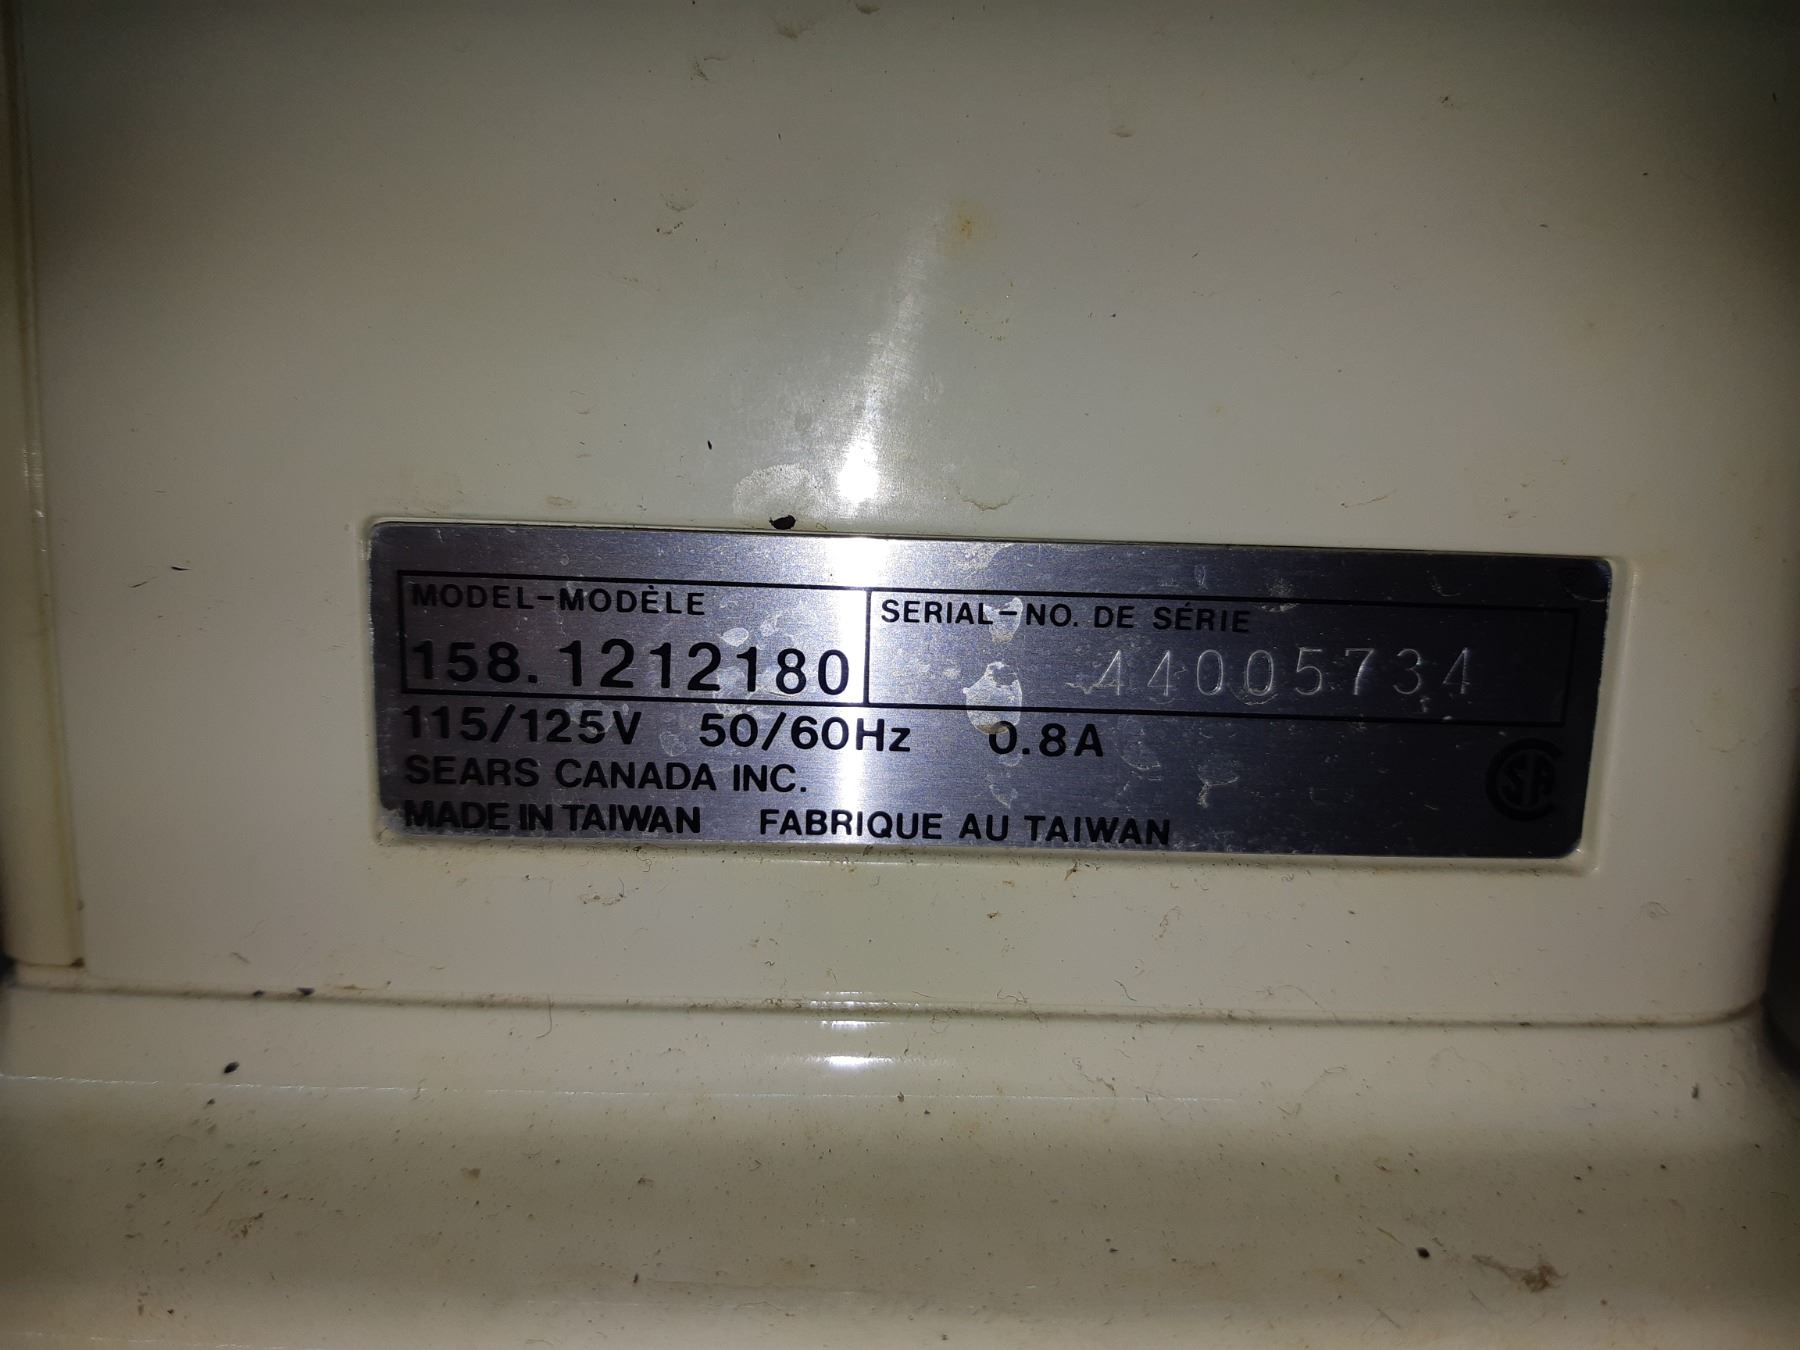 MODEL-MODÈLE
158.1212180
SERIAL-NO. DE SÉRIE
44005734
115/125V 50/60Hz 0.8A
SEARS CANADA INC.
MADE IN TAIWAN FABRIQUE AU TAIWAN
CSA